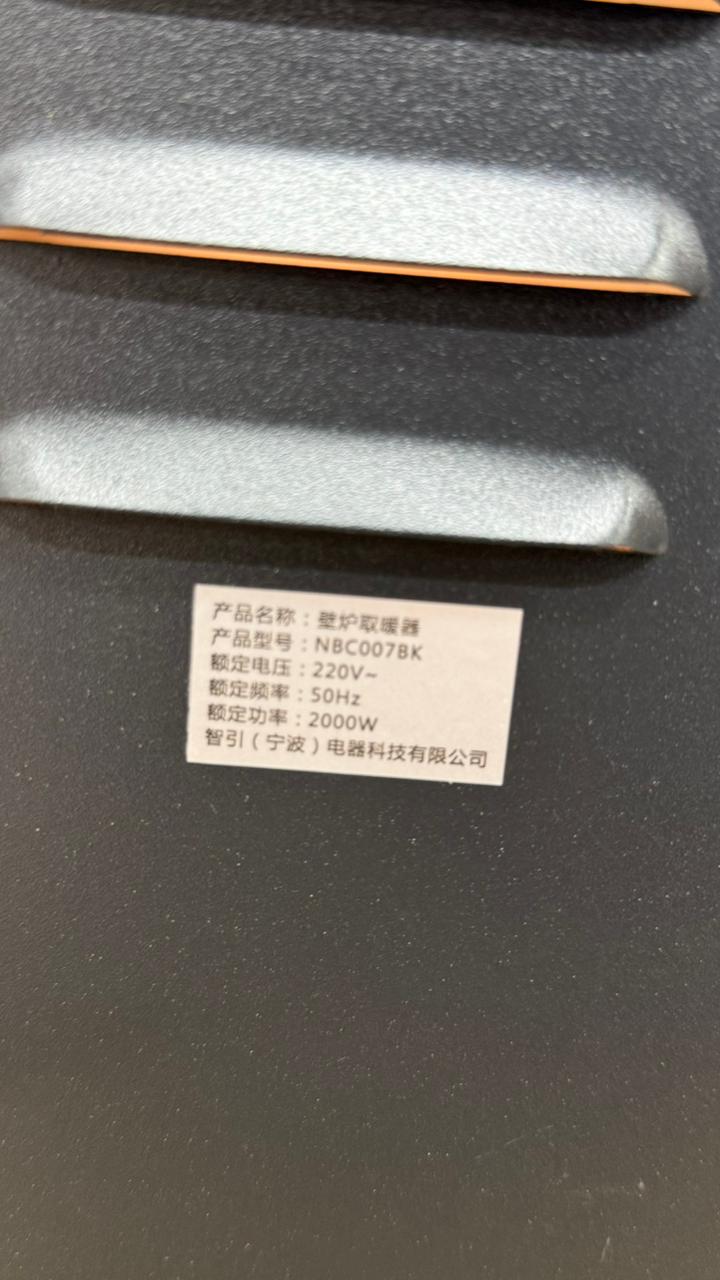 产品名称：壁炉取暖器
产品型号：NBC007BK
额定电压：220V~
额定频率：50Hz
额定功率：2000W
智引（宁波）电器科技有限公司